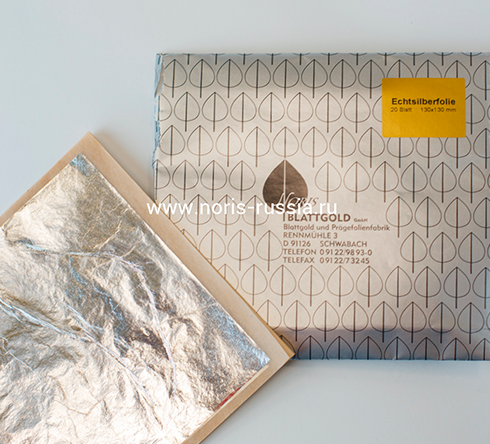 Echtsilberfolie
20 Blatt 130x130 mm
www.noris-russia.ru
Noris
BLATTGOLD GmbH
Blattgold und Prägefolienfabrik
RENNMÜHLE 3
D 91126 SCHWABACH
TELEFON 09122/9893-0
TELEFAX 09122/73245